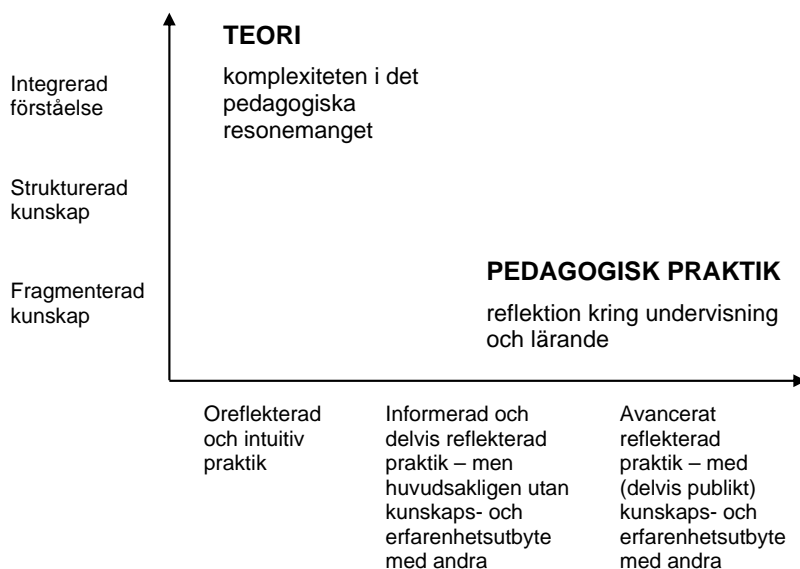 TEORI
komplexiteten i det
pedagogiska
resonemanget
Integrerad
förståelse
Strukturerad
kunskap
Fragmenterad
kunskap
PEDAGOGISK PRAKTIK
reflektion kring undervisning
och lärande
Oreflekterad
och intuitiv
praktik
Informerad och
delvis reflekterad
praktik – men
huvudsakligen utan
kunskaps- och
erfarenhetsutbyte
med andra
Avancerat
reflekterad
praktik – med
(delvis publikt)
kunskaps- och
erfarenhetsutbyte
med andra